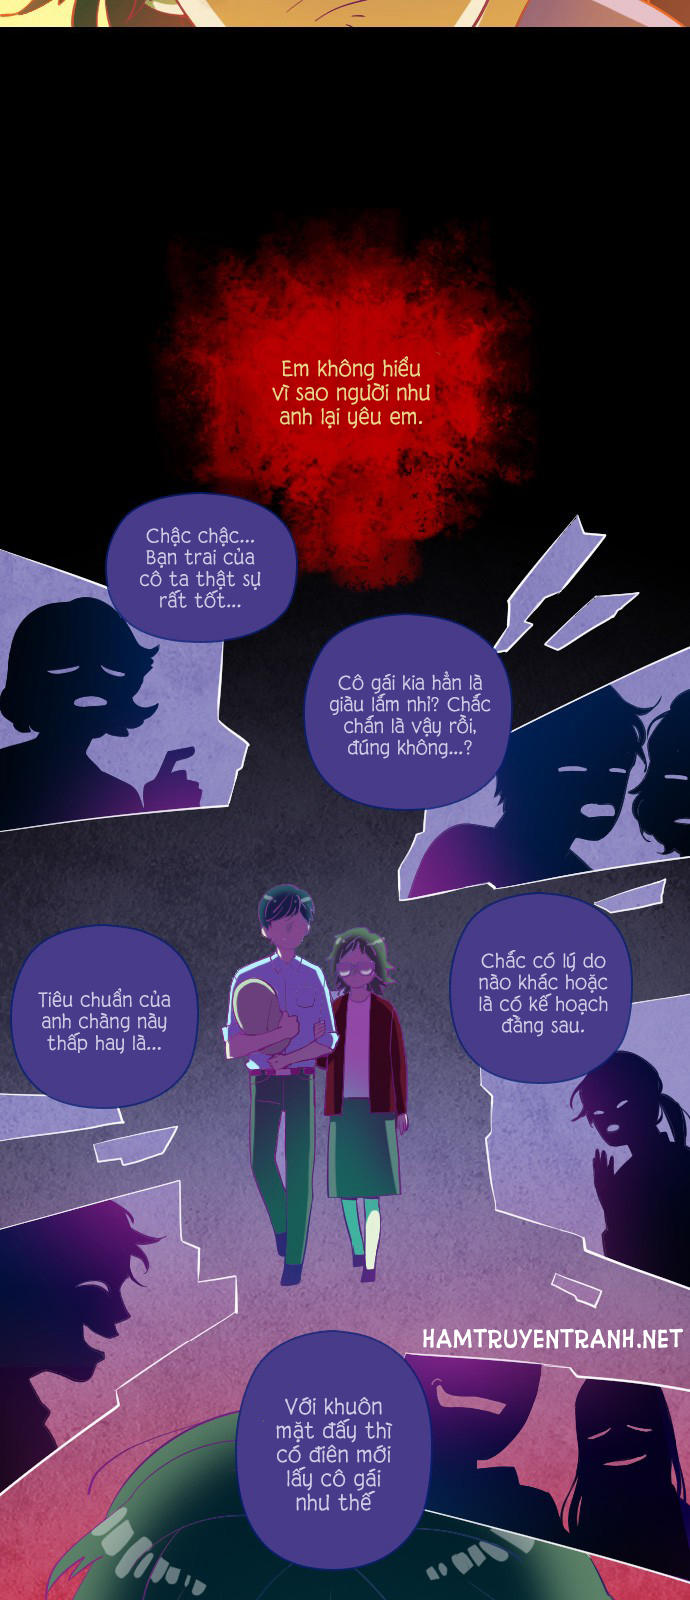 Em không hiểu
vì sao người như
anh lại yêu em.
Chậc chậc...
Bạn trai của
cô ta thật sự
rất tốt...
Cô gái kia hẳn là
giàu lắm nhỉ? Chắc
chắn là vậy rồi,
đúng không...?
Tiêu chuẩn của
anh chàng này
thấp hay là...
Chắc có lý do
nào khác hoặc
là có kế hoạch
đằng sau.
HAMTRUYENTRANH.NET
Với khuôn
mặt đấy thì
có điên mới
lấy cô gái
như thế